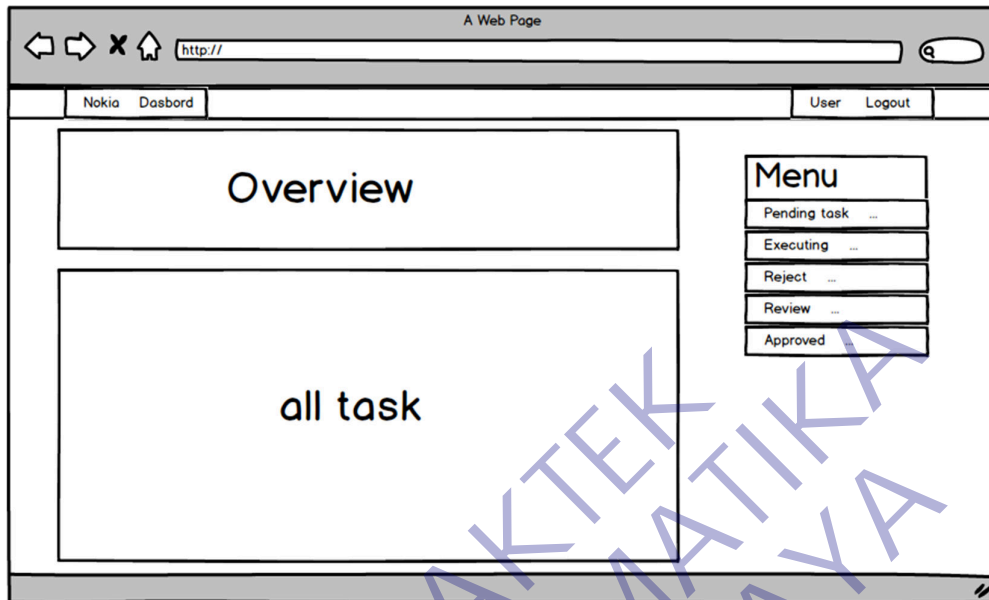 A Web Page
http://
Nokia Dasbord
User Logout
Overview
Menu
Pending task ...
Executing ...
Reject ...
Review ...
Approved ...
all task
AKTEK
MATIKA
AYA